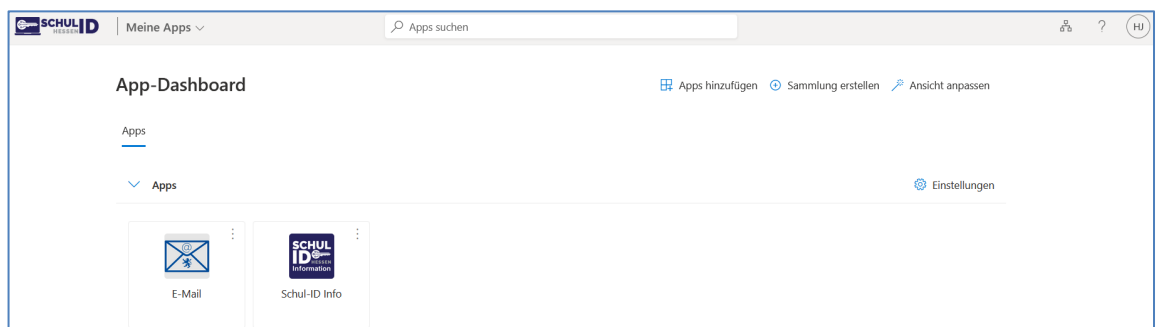 SCHUL ID HESSEN
Meine Apps
Apps suchen
?
HJ
App-Dashboard
Apps hinzufügen
Sammlung erstellen
Ansicht anpassen
Apps
Apps
Einstellungen
@
SCHUL
ID
HESSEN
Information
E-Mail
Schul-ID Info